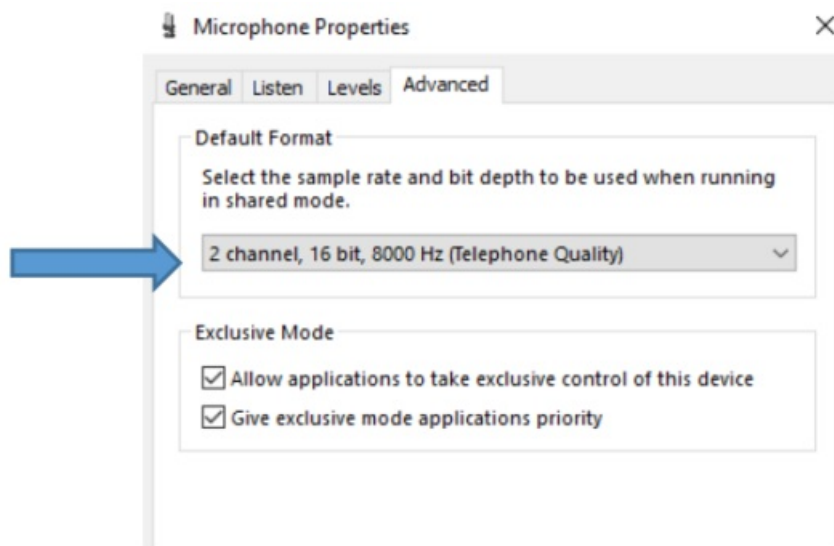 Microphone Properties
General Listen Levels Advanced
Default Format
Select the sample rate and bit depth to be used when running
in shared mode.
2 channel, 16 bit, 8000 Hz (Telephone Quality)
Exclusive Mode
Allow applications to take exclusive control of this device
Give exclusive mode applications priority